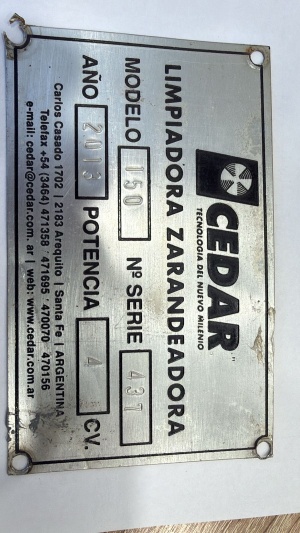 CEDAR
TECNOLOGIA DEL NUEVO MILENIO
LIMPIADORA ZARANDEADORA
MODELO 150 Nº SERIE 437
AÑO 2013 POTENCIA 4 CV.
Carlos Casado 1702 | 2183 Arequito | Santa Fe | ARGENTINA
Telefax +54 (3464) 471358 - 471695 - 470070 - 470156
e-mail: cedar@cedar.com.ar | web: www.cedar.com.ar